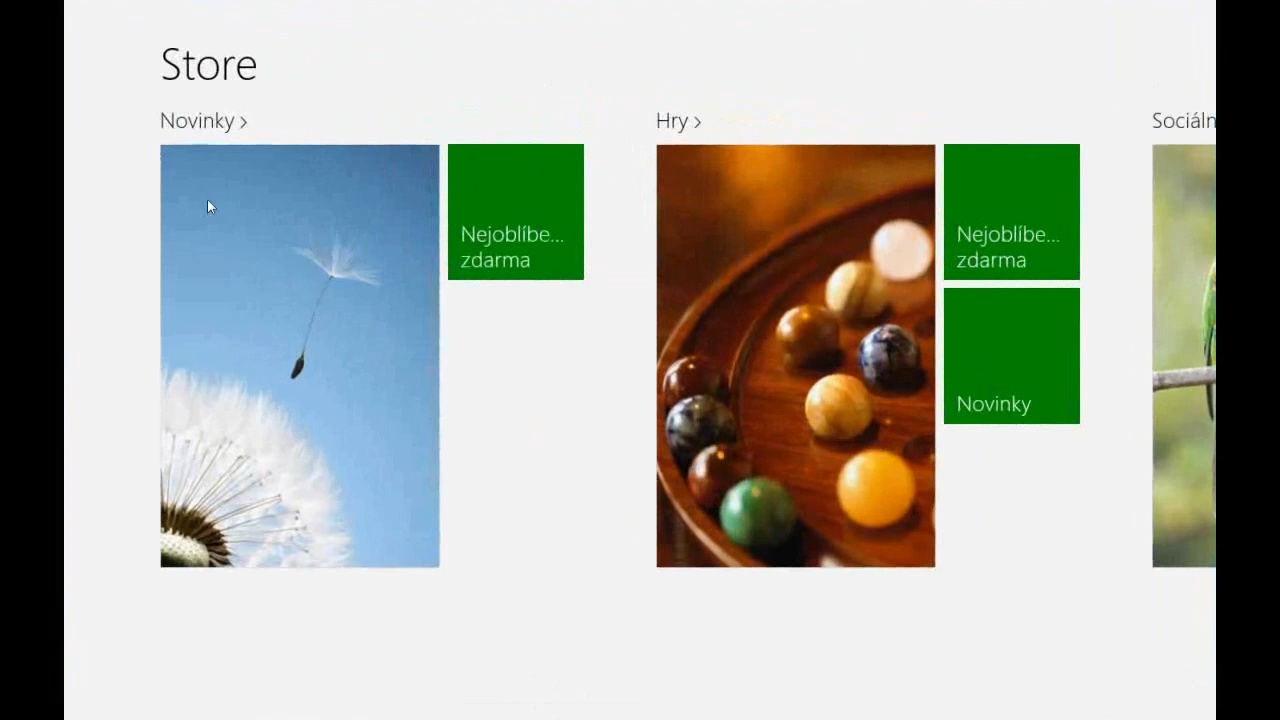 Store
Novinky ›
Hry ›
Sociáln
Nejoblíbe...
zdarma
Nejoblíbe...
zdarma
Novinky